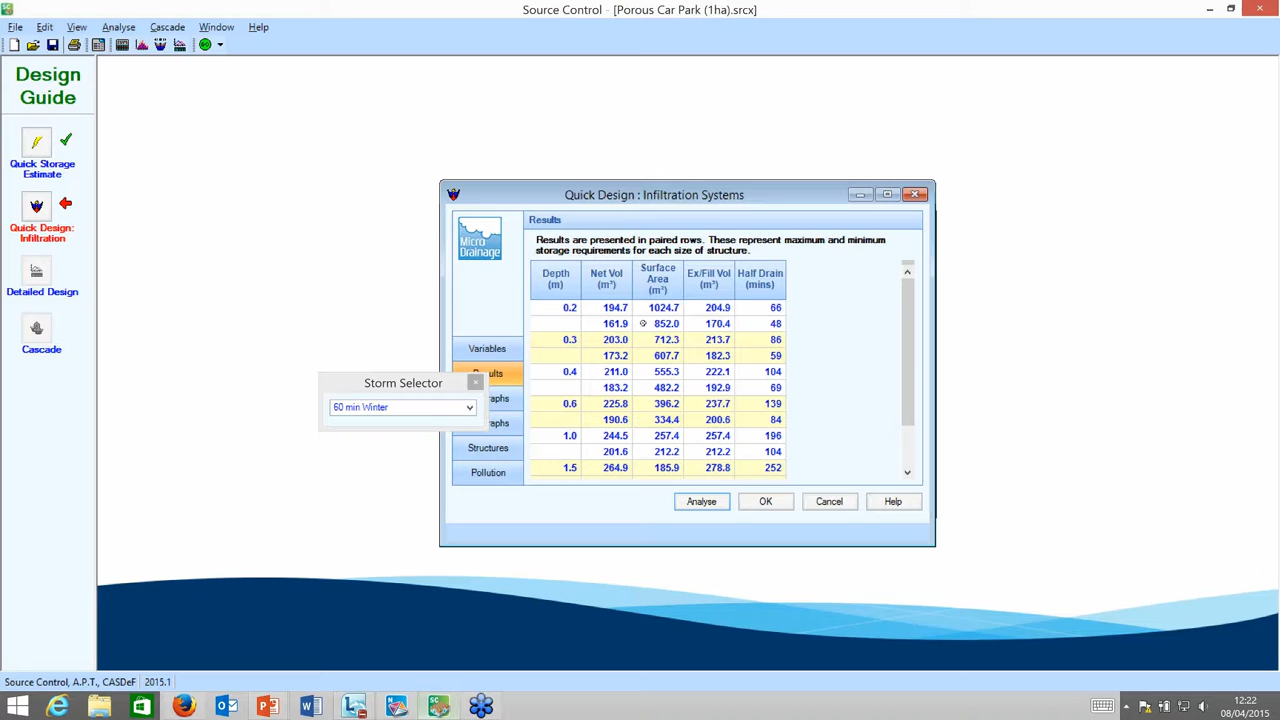 Source Control - [Porous Car Park (1ha).srcx]
File Edit View Analyse Cascade Window Help
Design
Guide
Quick Storage
Estimate
Quick Design:
Infiltration
Detailed Design
Cascade
Quick Design : Infiltration Systems
Micro
Drainage
Variables
Results
Results are presented in paired rows. These represent maximum and minimum
storage requirements for each size of structure.
Depth Net Vol Surface Area Ex/Fill Vol Half Drain
(m) (m³) (m²) (m³) (mins)
0.2 194.7 1024.7 204.9 66
161.9 852.0 170.4 48
0.3 203.0 712.3 213.7 86
173.2 607.7 182.3 59
0.4 211.0 555.3 222.1 104
183.2 482.2 192.9 69
0.6 225.8 396.2 237.7 139
190.6 334.4 200.6 84
1.0 244.5 257.4 257.4 196
201.6 212.2 212.2 104
1.5 264.9 185.9 278.8 252
ults
aphs
aphs
Structures
Pollution
Storm Selector
60 min Winter
Analyse OK Cancel Help
Source Control, A.P.T., CASDeF 2015.1
12:22
08/04/2015